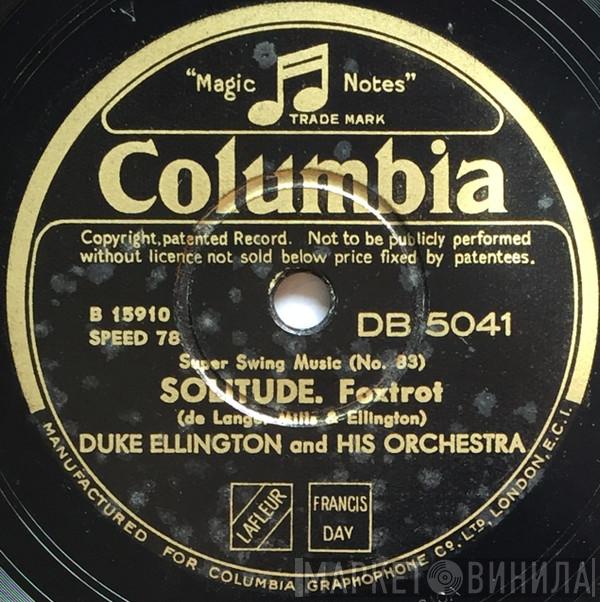 "Magic Notes"
TRADE MARK
Columbia
Copyright, patented Record. Not to be publicly performed
without licence not sold below price fixed by patentees.
B 15910
SPEED 78
DB 5041
Super Swing Music (No. 83)
SOLITUDE. Foxtrot
(de Lange, Mills & Ellington)
DUKE ELLINGTON and HIS ORCHESTRA
LAFLEUR
FRANCIS
DAY
MANUFACTURED FOR COLUMBIA GRAPHOPHONE CO. LTD, LONDON, E.C.1.
МАРКЕТ ВИНИЛА